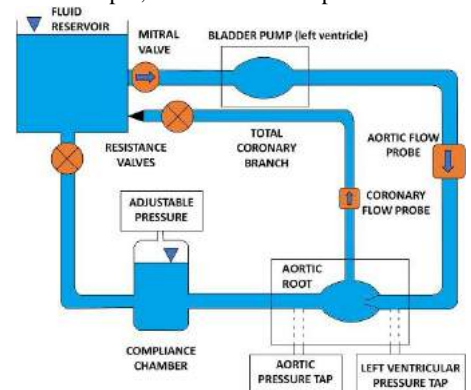 FLUID
RESERVOIR
MITRAL
VALVE
BLADDER PUMP (left ventricle)
RESISTANCE
VALVES
TOTAL
CORONARY
BRANCH
AORTIC FLOW
PROBE
ADJUSTABLE
PRESSURE
CORONARY
FLOW PROBE
AORTIC
ROOT
COMPLIANCE
CHAMBER
AORTIC
PRESSURE TAP
LEFT VENTRICULAR
PRESSURE TAP